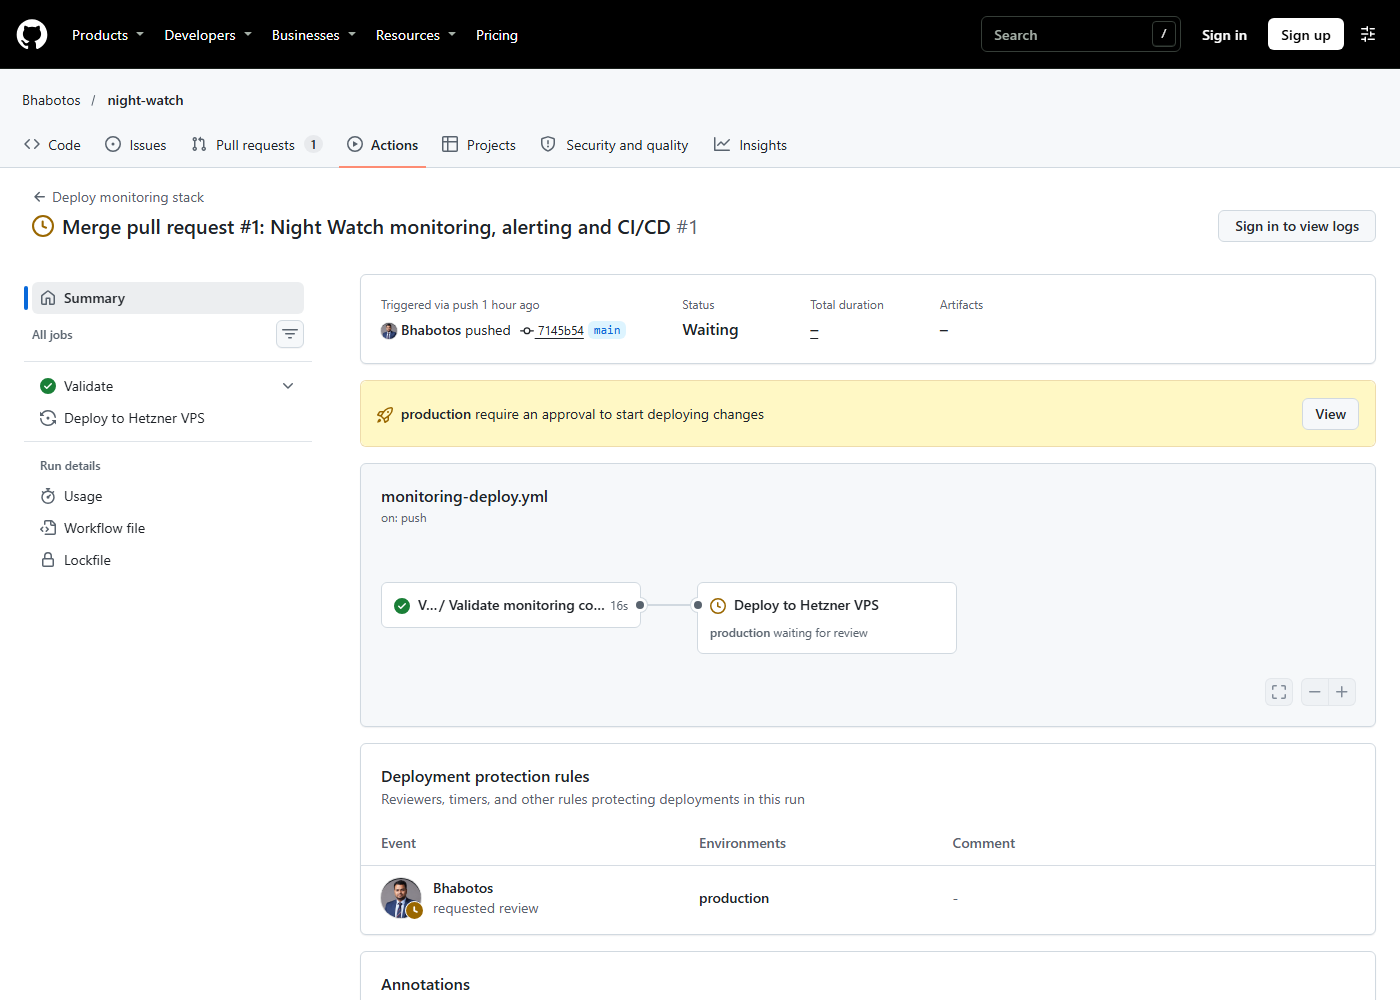 Products Developers Businesses Resources Pricing Search / Sign in Sign up
Bhabotos / night-watch
Code Issues Pull requests 1 Actions Projects Security and quality Insights
Deploy monitoring stack
Merge pull request #1: Night Watch monitoring, alerting and CI/CD #1
Sign in to view logs
Summary
All jobs
Validate
Deploy to Hetzner VPS
Run details
Usage
Workflow file
Lockfile
Triggered via push 1 hour ago
Bhabotos pushed 7145b54 main
Status
Waiting
Total duration
–
Artifacts
–
production require an approval to start deploying changes
View
monitoring-deploy.yml
on: push
V... / Validate monitoring co... 16s
Deploy to Hetzner VPS
production waiting for review
Deployment protection rules
Reviewers, timers, and other rules protecting deployments in this run
Event Environments Comment
Bhabotos
requested review
production
-
Annotations